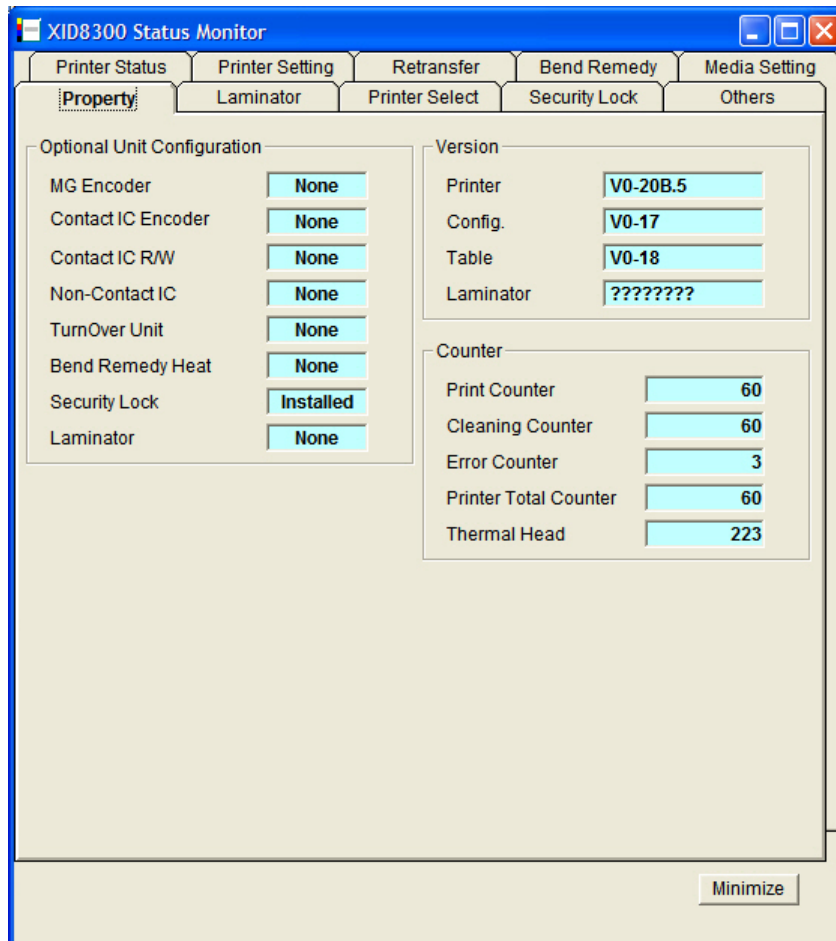 XID8300 Status Monitor
Printer Status Printer Setting Retransfer Bend Remedy Media Setting
Property Laminator Printer Select Security Lock Others
Optional Unit Configuration
MG Encoder None
Contact IC Encoder None
Contact IC R/W None
Non-Contact IC None
TurnOver Unit None
Bend Remedy Heat None
Security Lock Installed
Laminator None
Version
Printer V0-20B.5
Config. V0-17
Table V0-18
Laminator ????????
Counter
Print Counter 60
Cleaning Counter 60
Error Counter 3
Printer Total Counter 60
Thermal Head 223
Minimize